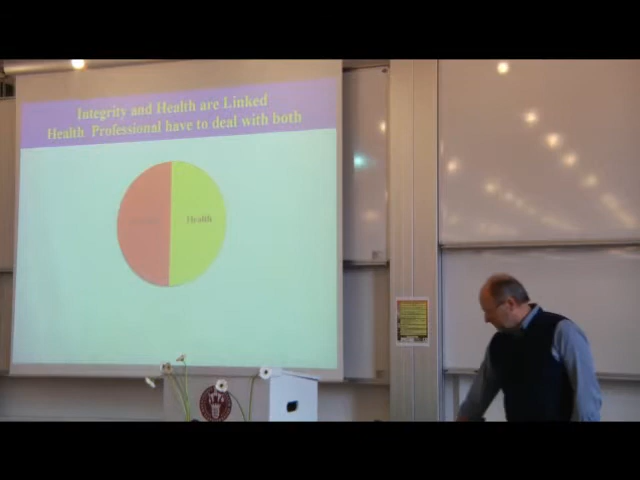 Integrity and Health are Linked
Health Professional have to deal with both
Health